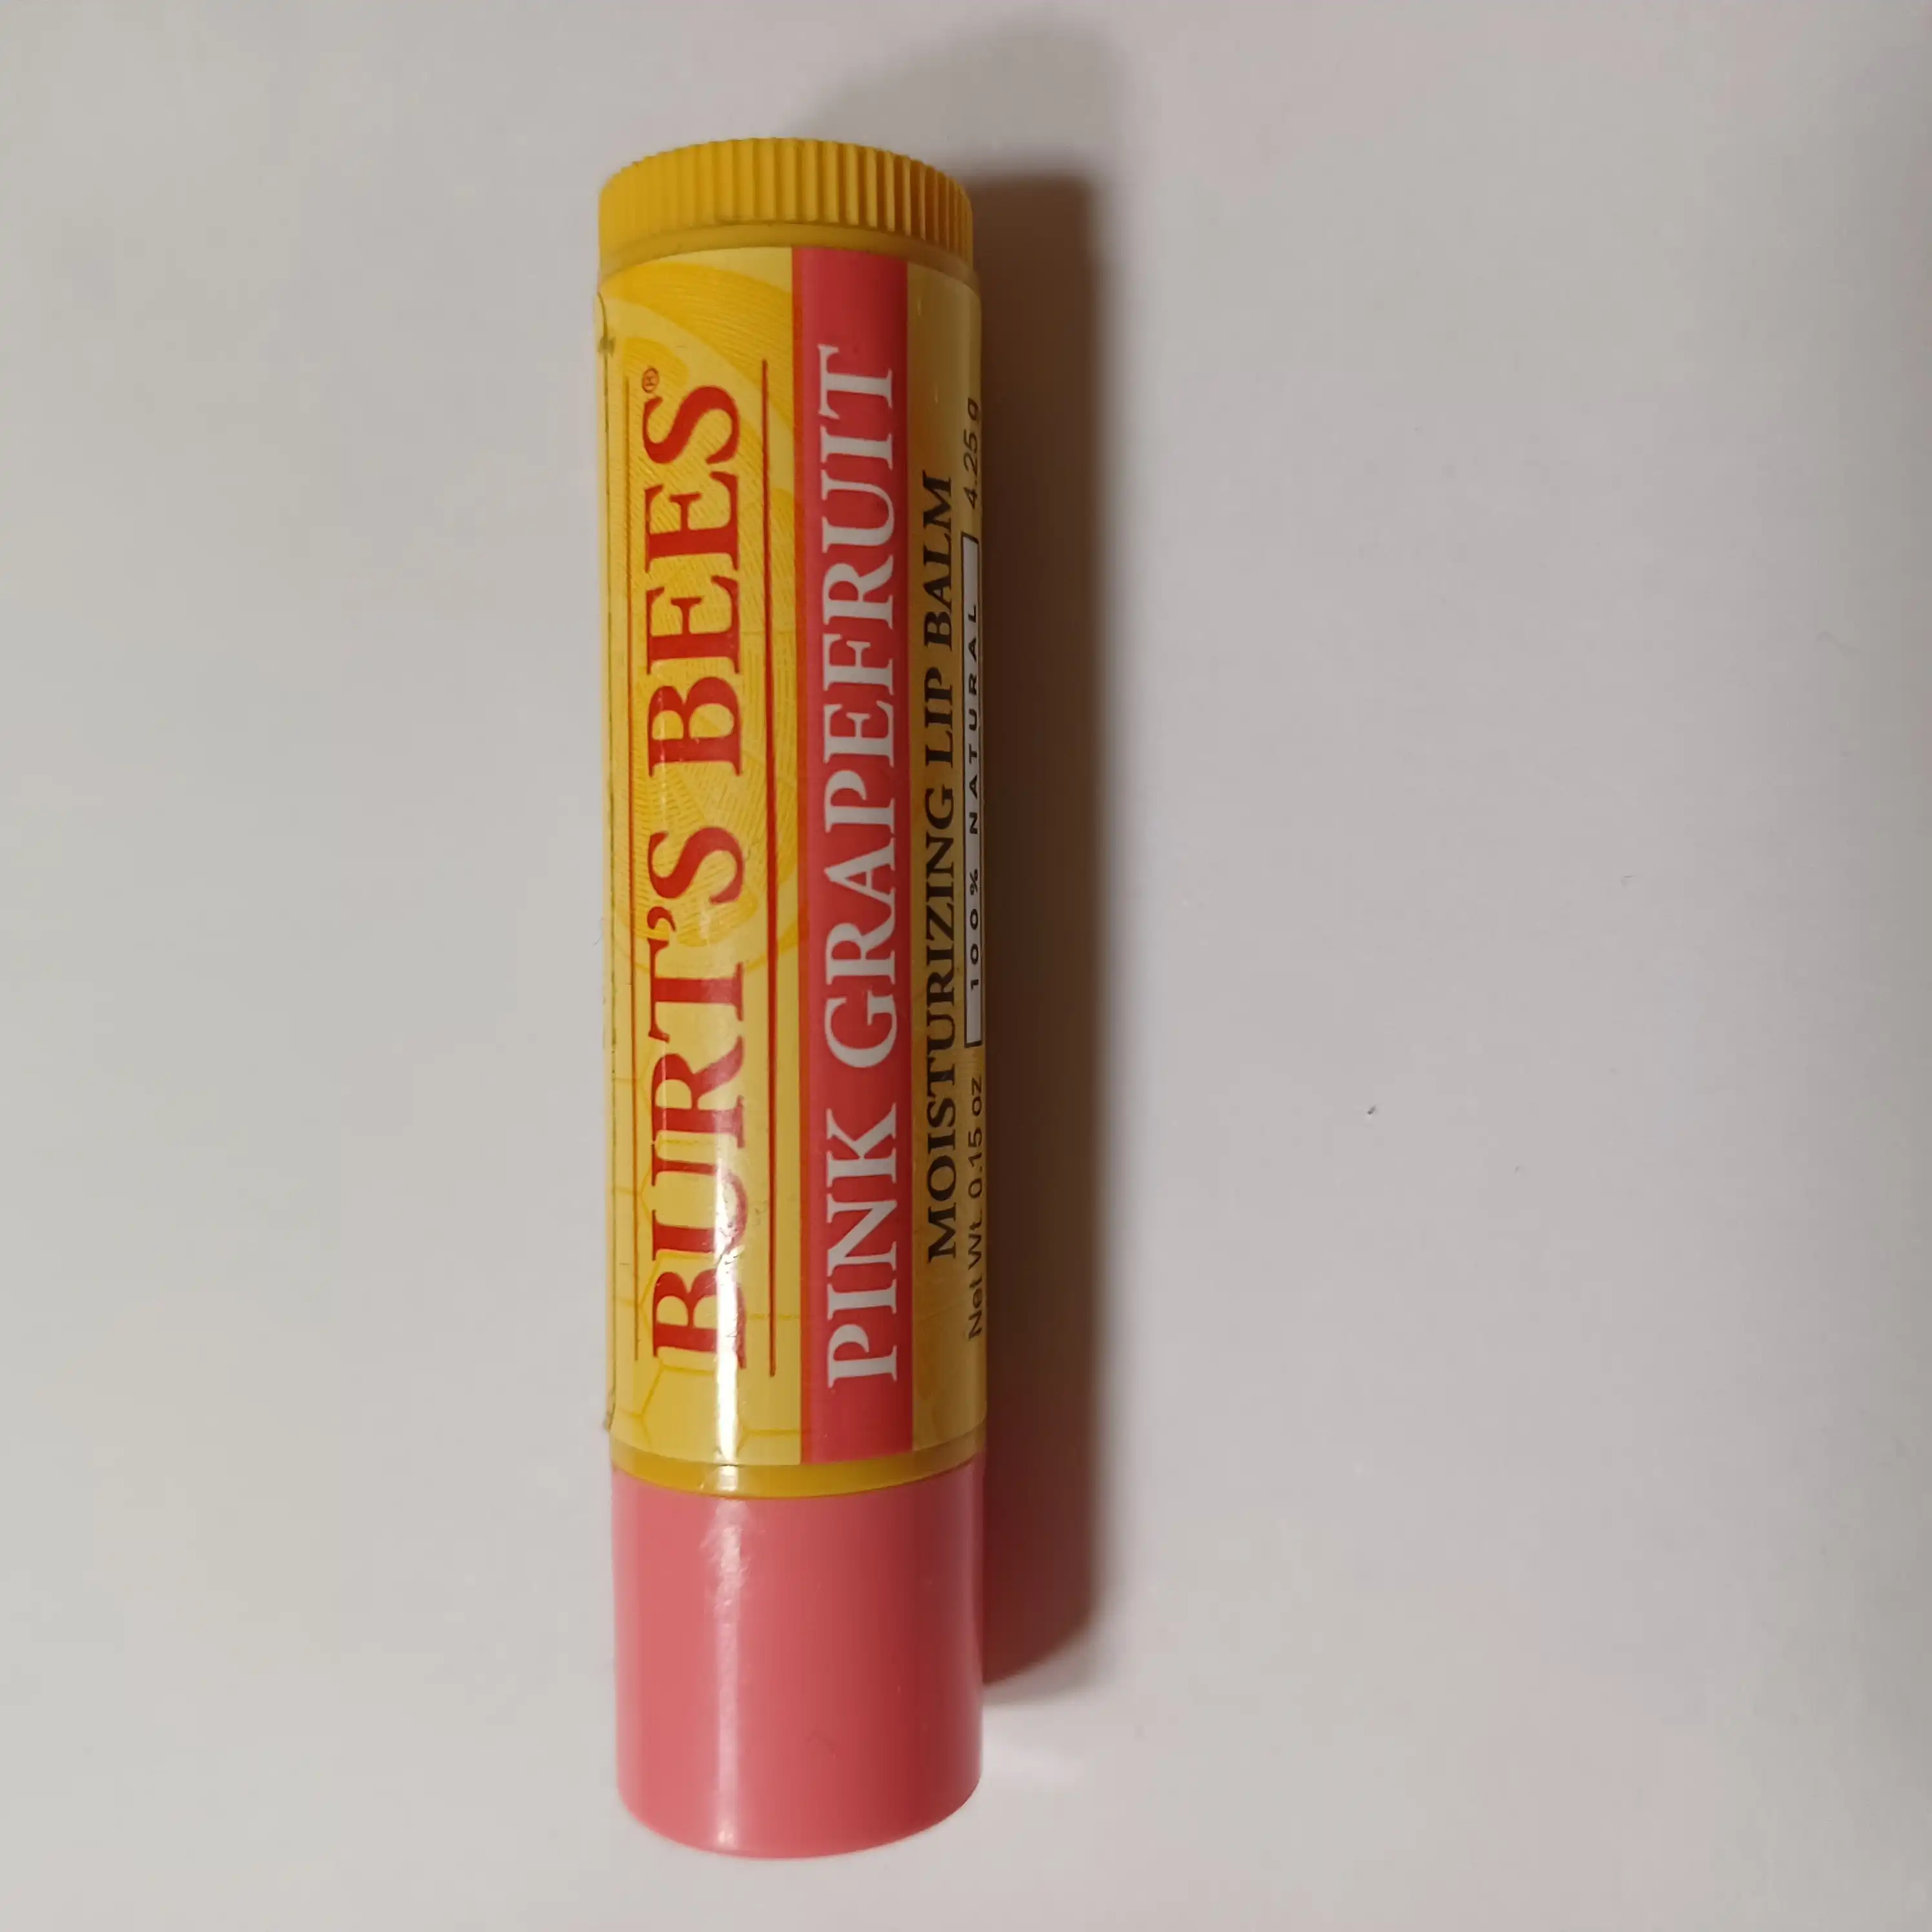 BURT'S BEES®
PINK GRAPEFRUIT
MOISTURIZING LIP BALM
Net Wt. 0.15 oz 100% NATURAL 4.25 g